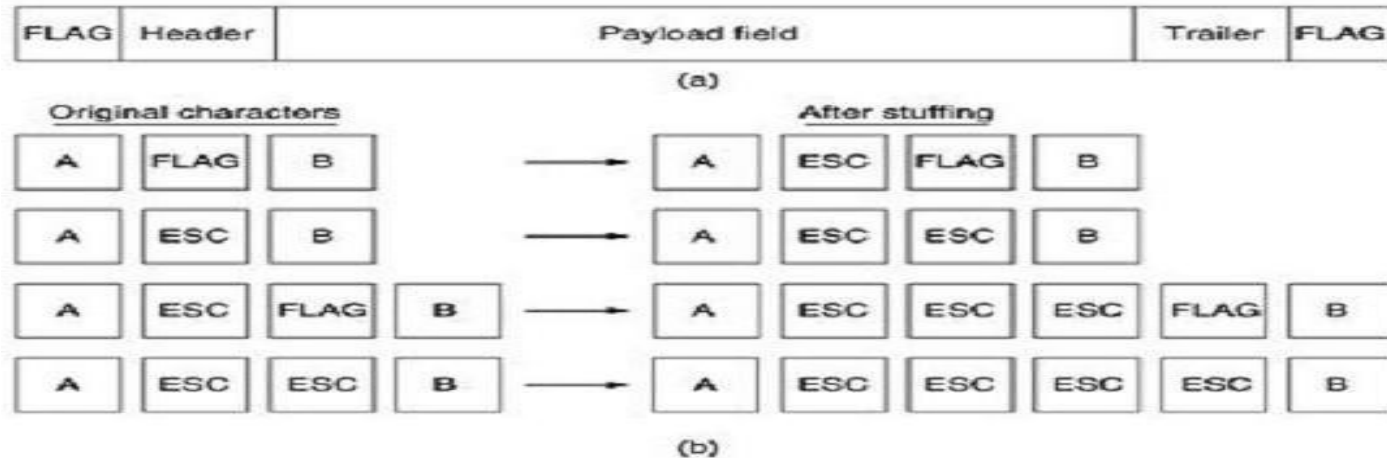 FLAG Header Payload field Trailer FLAG
(a)
Original characters After stuffing
A FLAG B A ESC FLAG B
A ESC B A ESC ESC B
A ESC FLAG B A ESC ESC ESC FLAG B
A ESC ESC B A ESC ESC ESC ESC B
(b)